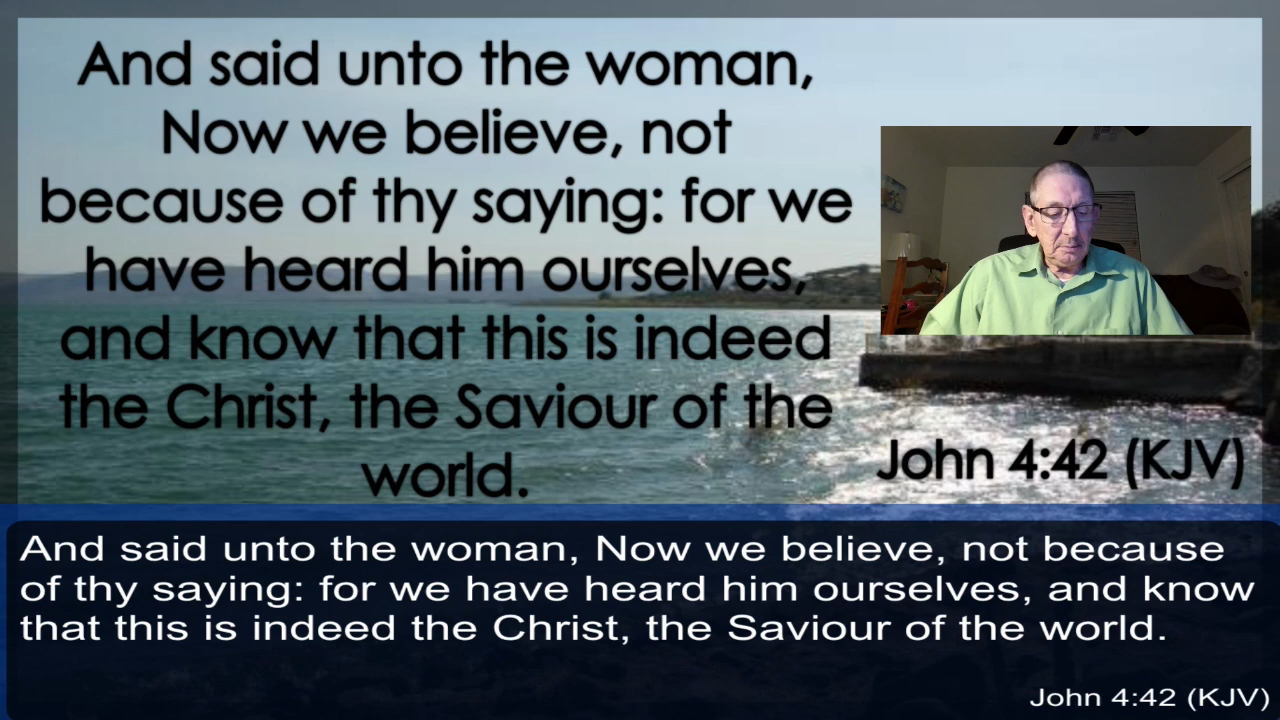 And said unto the woman,
Now we believe, not
because of thy saying: for we
have heard him ourselves,
and know that this is indeed
the Christ, the Saviour of the
world.
John 4:42 (KJV)
And said unto the woman, Now we believe, not because
of thy saying: for we have heard him ourselves, and know
that this is indeed the Christ, the Saviour of the world.
John 4:42 (KJV)